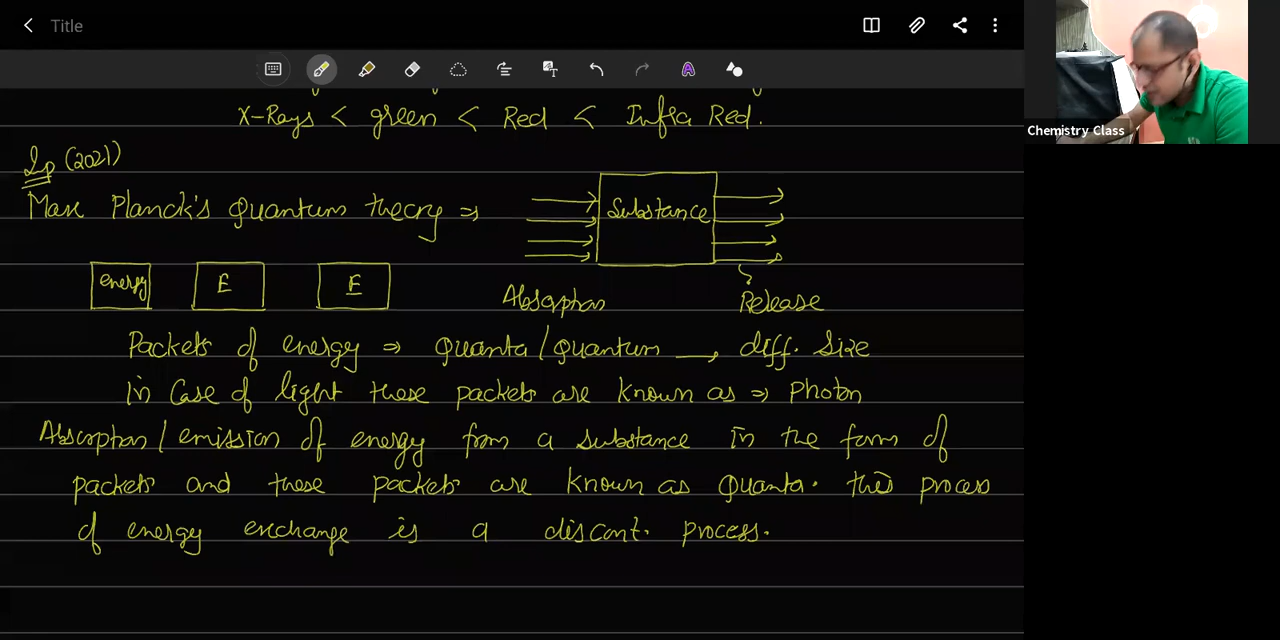 Title
X-Rays < green < Red < Infra Red.
Chemistry Class
Ip (2021)
Max Planck's Quantum theory ⇒
Substance
energy E E
Absorption Release
Packets of energy ⇒ Quanta/Quantum → diff. Size
in Case of light these packets are known as ⇒ Photon
Absorption/emission of energy from a substance in the form of
packets and these packets are known as Quanta. this process
of energy exchange is a discont. process.